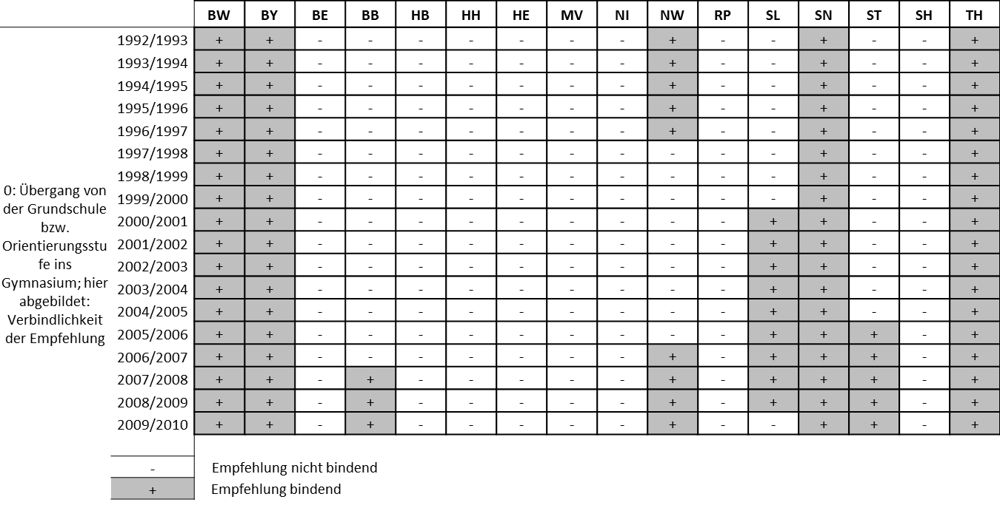 BW BY BE BB HB HH HE MV NI NW RP SL SN ST SH TH
1992/1993 + + - - - - - - - + - - + - - +
1993/1994 + + - - - - - - - + - - + - - +
1994/1995 + + - - - - - - - + - - + - - +
1995/1996 + + - - - - - - - + - - + - - +
1996/1997 + + - - - - - - - + - - + - - +
1997/1998 + + - - - - - - - - - - + - - +
1998/1999 + + - - - - - - - - - - + - - +
1999/2000 + + - - - - - - - - - - + - - +
2000/2001 + + - - - - - - - - - + + - - +
2001/2002 + + - - - - - - - - - + + - - +
2002/2003 + + - - - - - - - - - + + - - +
2003/2004 + + - - - - - - - - - + + - - +
2004/2005 + + - - - - - - - - - + + - - +
2005/2006 + + - - - - - - - - - + + + - +
2006/2007 + + - - - - - - - + - + + + - +
2007/2008 + + - + - - - - - + - + + + - +
2008/2009 + + - + - - - - - + - + + + - +
2009/2010 + + - + - - - - - + - - + + - +
0: Übergang von
der Grundschule
bzw.
Orientierungsstu
fe ins
Gymnasium; hier
abgebildet:
Verbindlichkeit
der Empfehlung
- Empfehlung nicht bindend
+ Empfehlung bindend